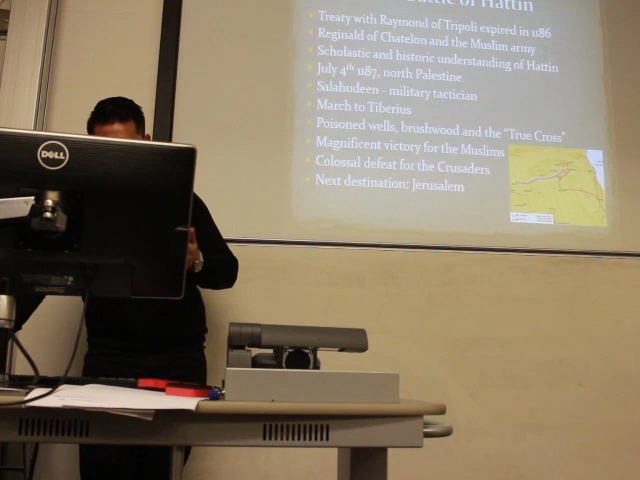 Battle of Hattin
Treaty with Raymond of Tripoli expired in 1186
Reginald of Chatelon and the Muslim army
Scholastic and historic understanding of Hattin
July 4th 1187, north Palestine
Salahudeen - military tactician
March to Tiberius
Poisoned wells, brushwood and the "True Cross"
Magnificent victory for the Muslims
Colossal defeat for the Crusaders
Next destination: Jerusalem
DELL